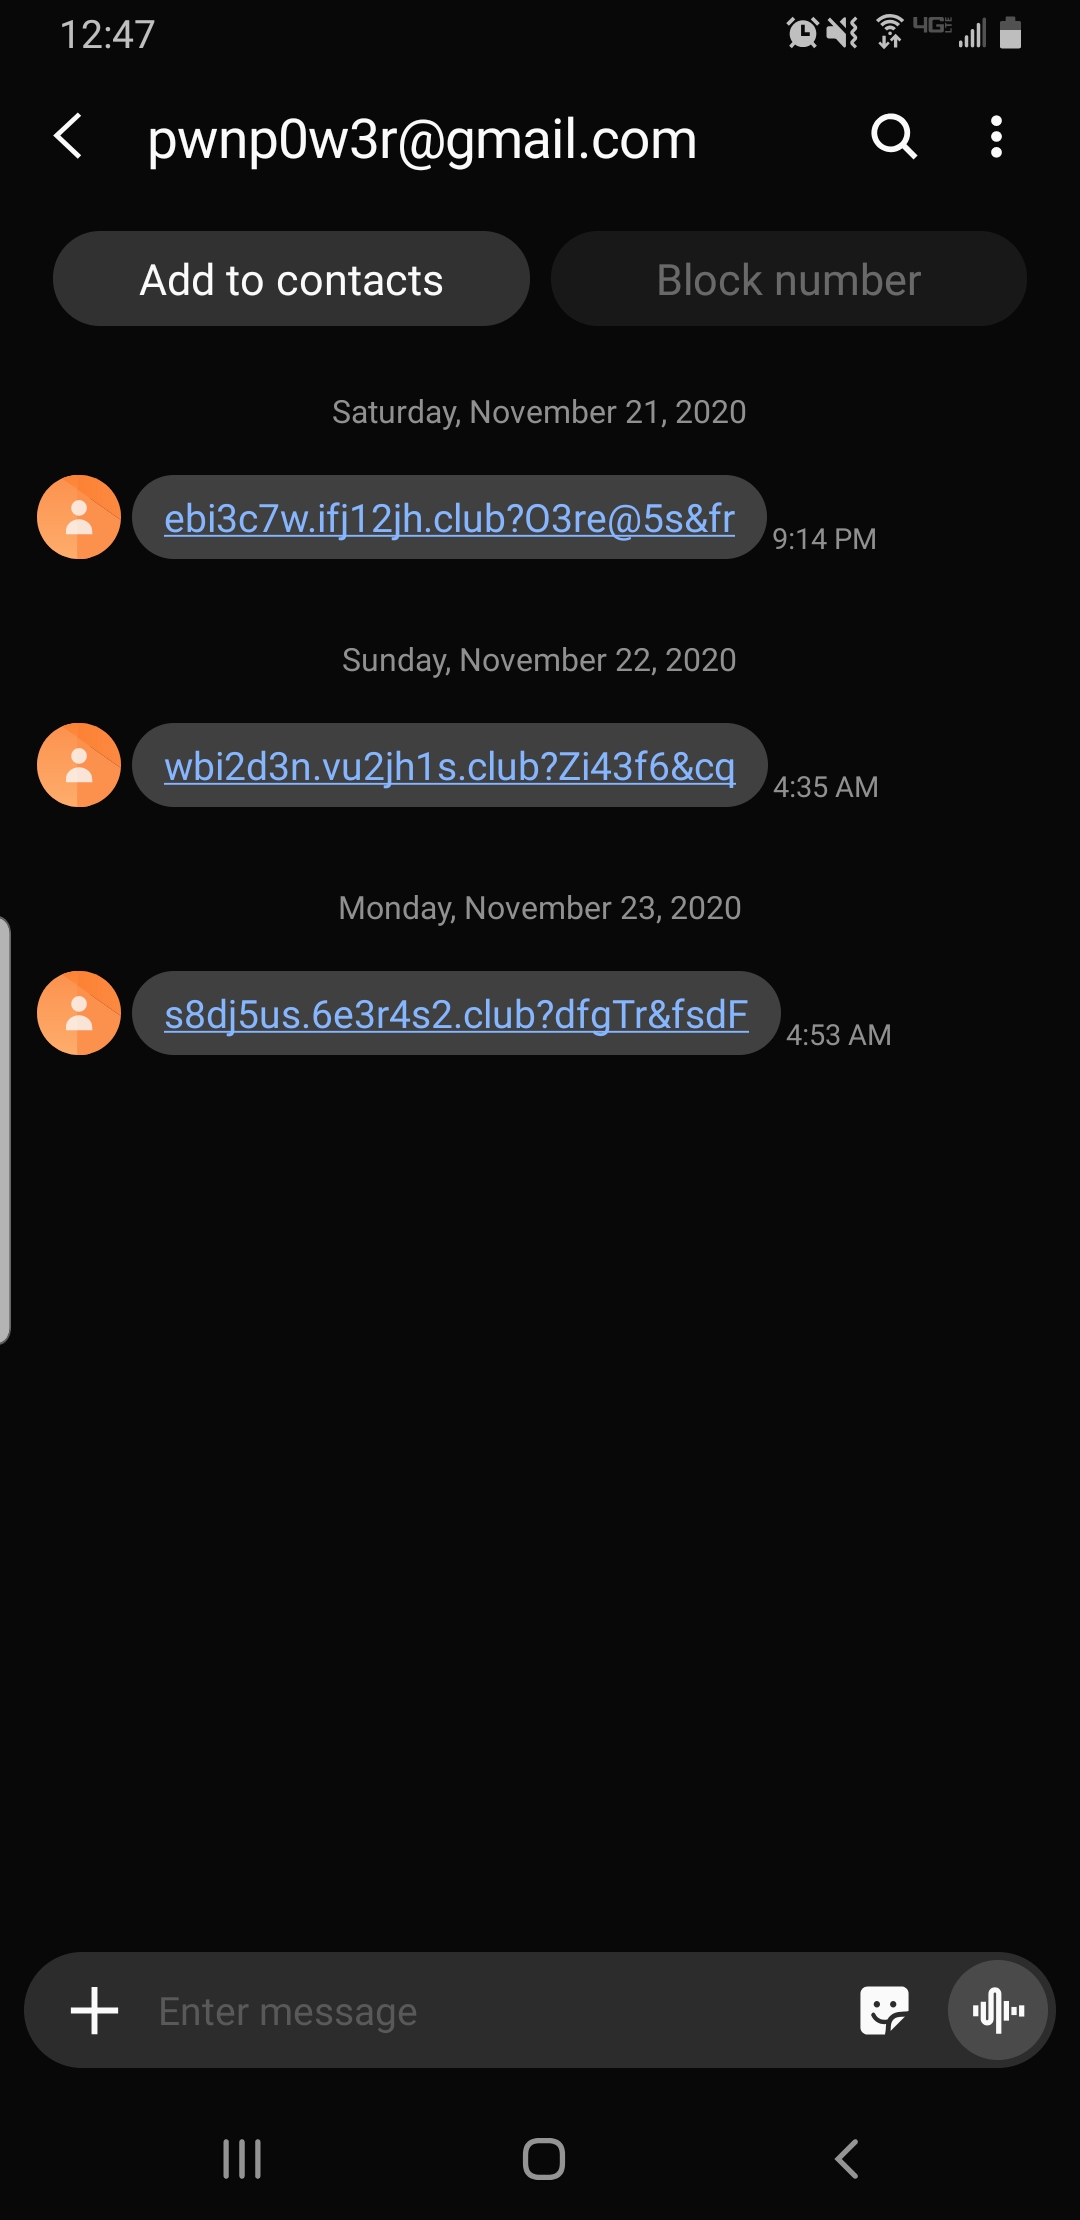 12:47
4G LTE
pwnp0w3r@gmail.com
Add to contacts
Block number
Saturday, November 21, 2020
ebi3c7w.ifj12jh.club?O3re@5s&fr
9:14 PM
Sunday, November 22, 2020
wbi2d3n.vu2jh1s.club?Zi43f6&cq
4:35 AM
Monday, November 23, 2020
s8dj5us.6e3r4s2.club?dfgTr&fsdF
4:53 AM
Enter message